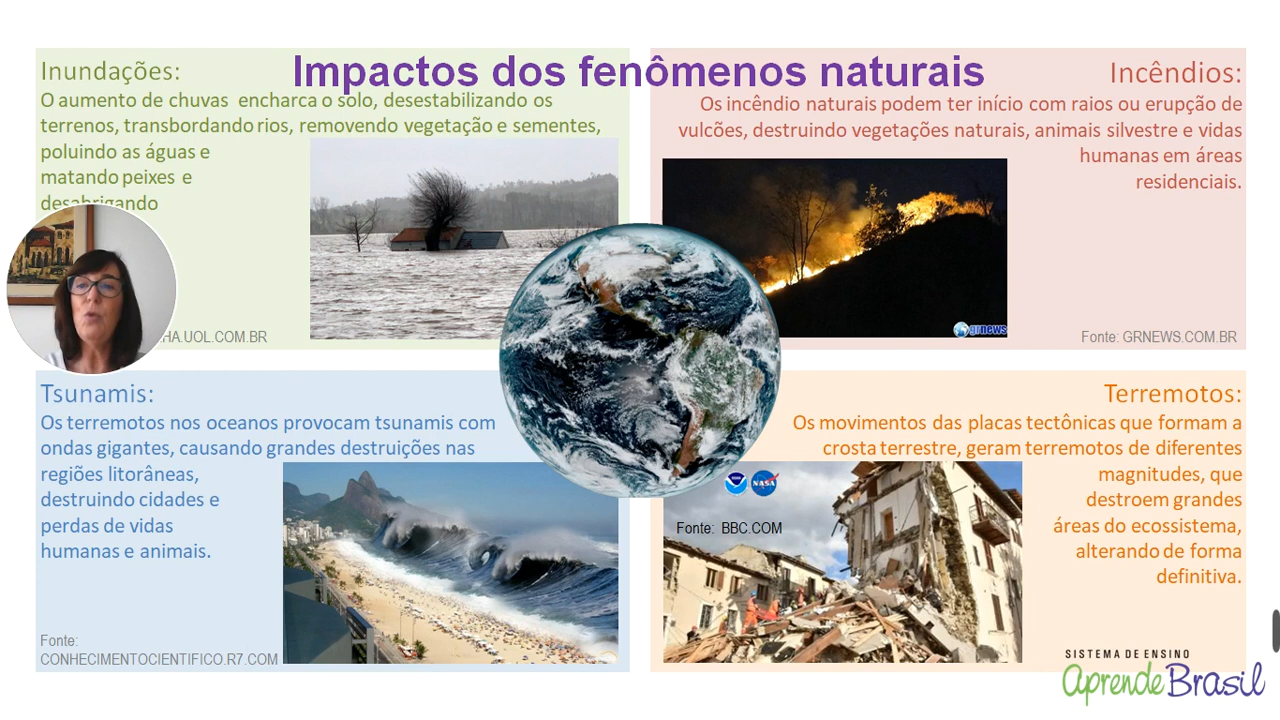 Impactos dos fenômenos naturais
Inundações:
O aumento de chuvas encharca o solo, desestabilizando os
terrenos, transbordando rios, removendo vegetação e sementes,
poluindo as águas e
matando peixes e
desabrigando
HA.UOL.COM.BR
Incêndios:
Os incêndio naturais podem ter início com raios ou erupção de
vulcões, destruindo vegetações naturais, animais silvestre e vidas
humanas em áreas
residenciais.
grnews
Fonte: GRNEWS.COM.BR
Tsunamis:
Os terremotos nos oceanos provocam tsunamis com
ondas gigantes, causando grandes destruições nas
regiões litorâneas,
destruindo cidades e
perdas de vidas
humanas e animais.
Fonte:
CONHECIMENTOCIENTIFICO.R7.COM
Terremotos:
Os movimentos das placas tectônicas que formam a
crosta terrestre, geram terremotos de diferentes
magnitudes, que
destroem grandes
áreas do ecossistema,
alterando de forma
definitiva.
NASA
Fonte: BBC.COM
SISTEMA DE ENSINO
aprende Brasil